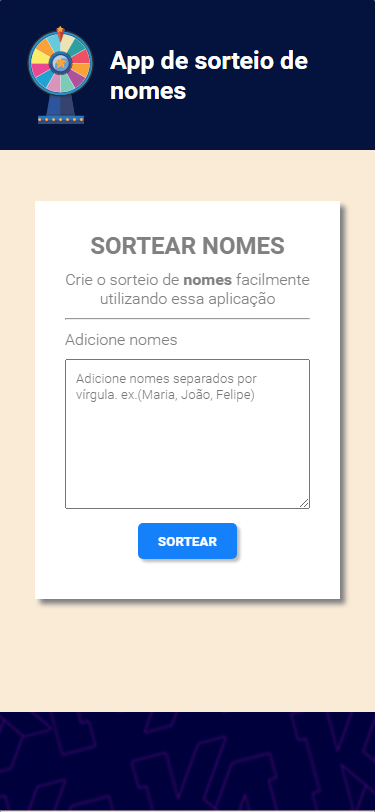 App de sorteio de
nomes
SORTEAR NOMES
Crie o sorteio de nomes facilmente
utilizando essa aplicação
Adicione nomes
Adicione nomes separados por
vírgula. ex.(Maria, João, Felipe)
SORTEAR